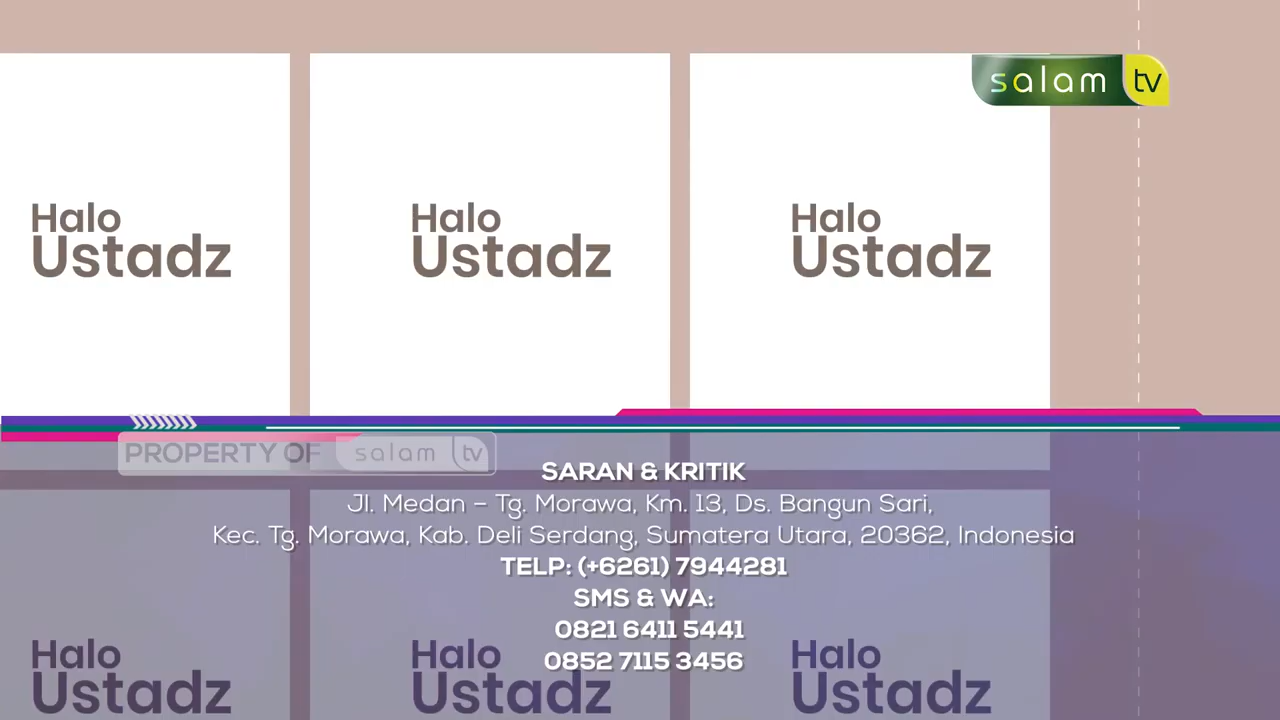 salam tv
Halo
Ustadz
Halo
Ustadz
Halo
Ustadz
PROPERTY OF salam tv
SARAN & KRITIK
Jl. Medan – Tg. Morawa, Km. 13, Ds. Bangun Sari,
Kec. Tg. Morawa, Kab. Deli Serdang, Sumatera Utara, 20362, Indonesia
TELP: (+6261) 7944281
SMS & WA:
0821 6411 5441
0852 7115 3456
Halo
Ustadz
Halo
Ustadz
Halo
Ustadz